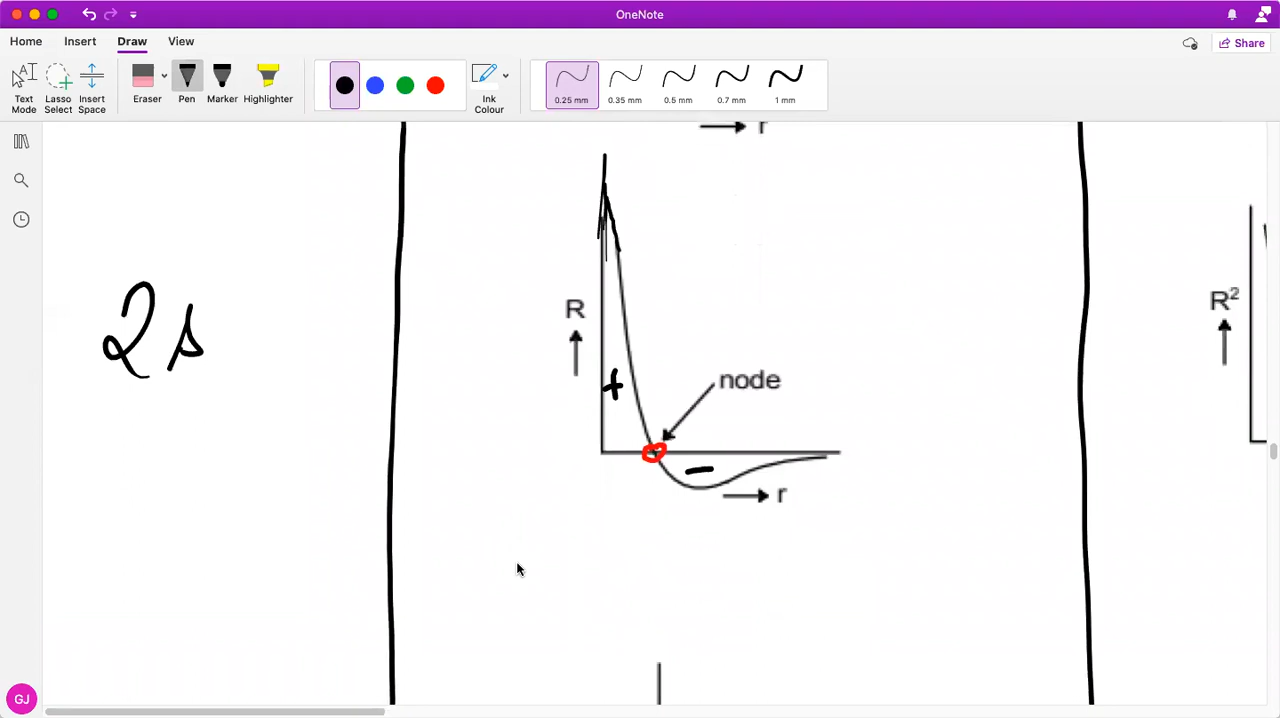 OneNote
Home Insert Draw View
Share
Text Mode
Lasso Select
Insert Space
Eraser
Pen
Marker
Highlighter
Ink Colour
0.25 mm
0.35 mm
0.5 mm
0.7 mm
1 mm
r
2s
R
+
node
−
r
R²
GJ